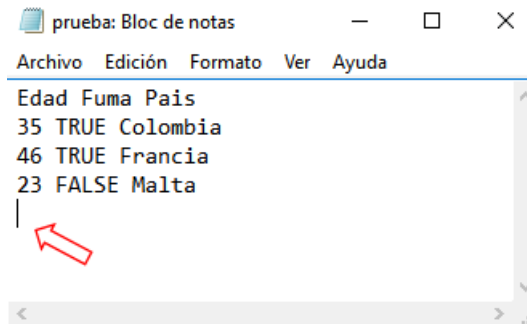 prueba: Bloc de notas
Archivo Edición Formato Ver Ayuda
Edad Fuma Pais
35 TRUE Colombia
46 TRUE Francia
23 FALSE Malta